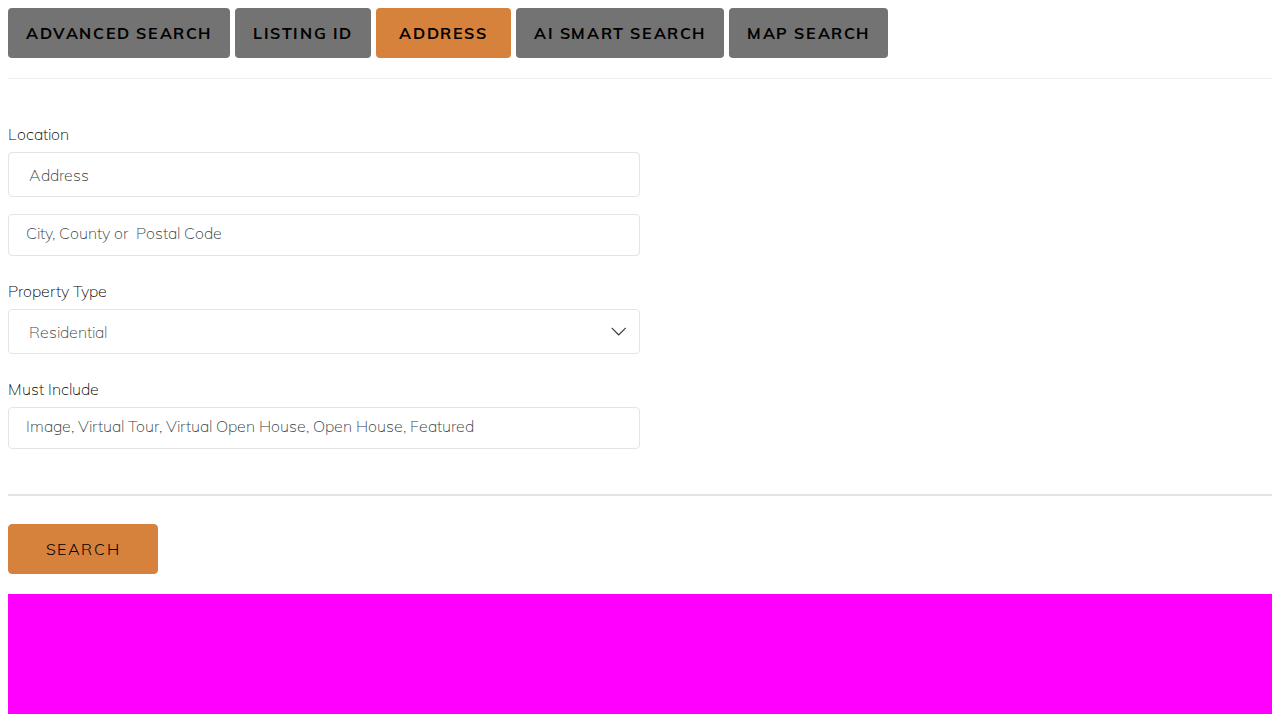 ADVANCED SEARCH LISTING ID ADDRESS AI SMART SEARCH MAP SEARCH
Location
Address
City, County or  Postal Code
Property Type
Residential
Must Include
Image, Virtual Tour, Virtual Open House, Open House, Featured
SEARCH